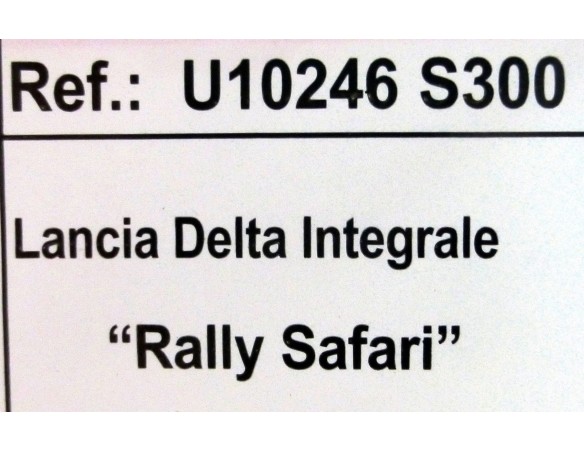 Ref.: U10246 S300
Lancia Delta Integrale
“Rally Safari”